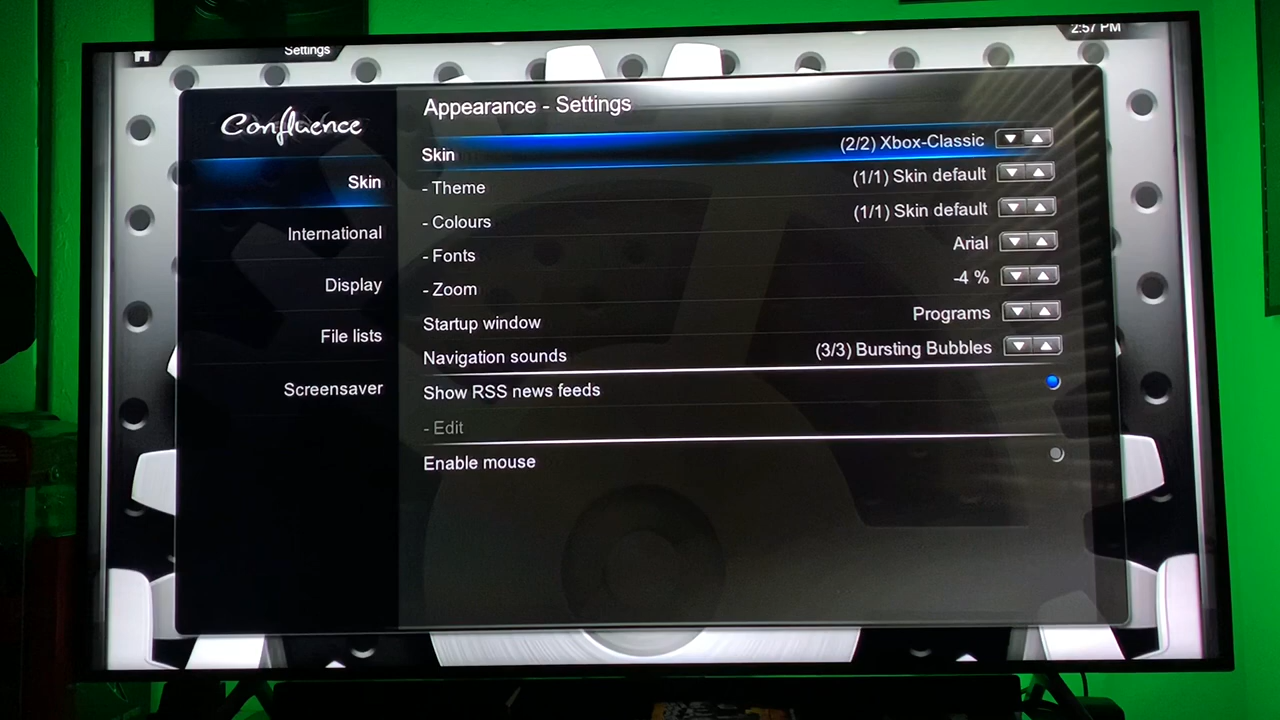 Settings
2:57 PM
Confluence
Skin
International
Display
File lists
Screensaver
Appearance - Settings
Skin (2/2) Xbox-Classic
- Theme (1/1) Skin default
- Colours (1/1) Skin default
- Fonts Arial
- Zoom -4 %
Startup window Programs
Navigation sounds (3/3) Bursting Bubbles
Show RSS news feeds
- Edit
Enable mouse